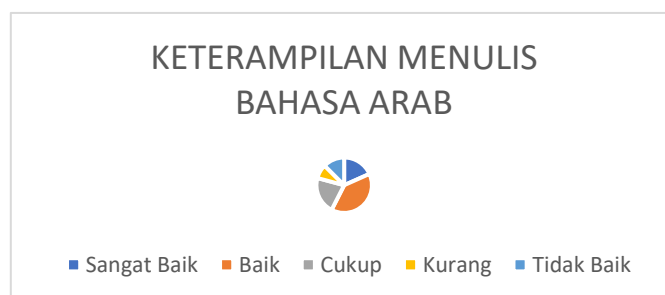 KETERAMPILAN MENULIS
BAHASA ARAB
Sangat Baik Baik Cukup Kurang Tidak Baik